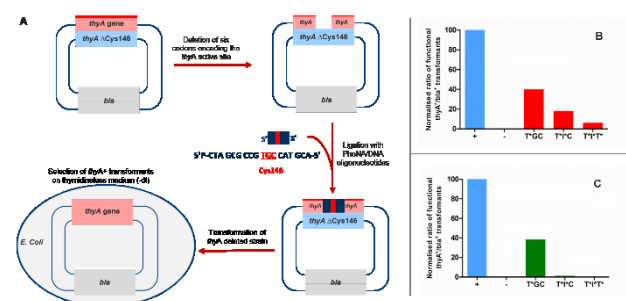 A
thyA gene
thyA ΔCys146
bla
Deletion of six
codons encoding the
thyA active site
thyA thyA
thyA ΔCys146
bla
5' 3'
5'P-CTA GCG CCG TGC CAT GCA-3'
Cys146
Ligation with
oligonucleotides
thyA thyA
thyA ΔCys146
bla
Transformation of
thyA deleted strain
Selection of thyA+ transformants
on thymidineless medium (-dT)
E. Coli
thyA gene
bla
B
Normalised ratio of functional
thyA+/bla+ transformants
100
80
60
40
20
0
+ - T*GC T*I*C T*I*T*
C
Normalised ratio of fractional
thyA+/bla+ transformants
100
80
60
40
20
0
+ - T*GC T*I*C T*I*T*